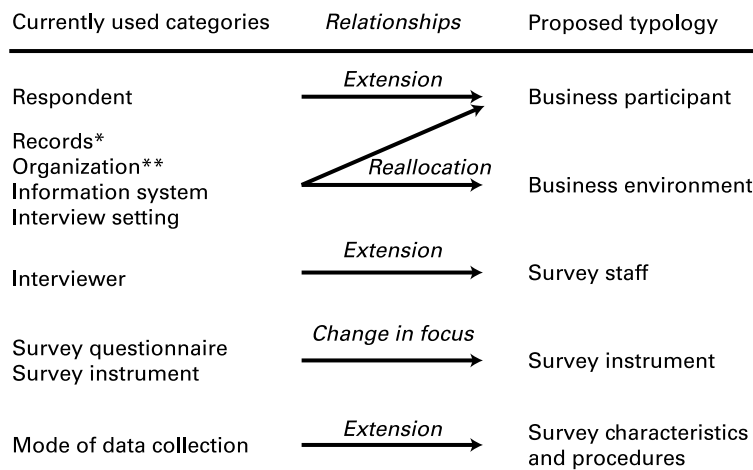 Currently used categories Relationships Proposed typology
Extension
Respondent Business participant
Records*
Organization**
Reallocation
Information system Business environment
Interview setting
Extension
Interviewer Survey staff
Change in focus
Survey questionnaire
Survey instrument Survey instrument
Extension
Mode of data collection Survey characteristics
and procedures